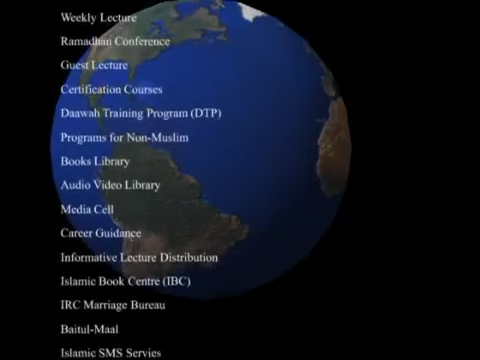 Weekly Lecture
Ramadhan Conference
Guest Lecture
Certification Courses
Daawah Training Program (DTP)
Programs for Non-Muslim
Books Library
Audio Video Library
Media Cell
Career Guidance
Informative Lecture Distribution
Islamic Book Centre (IBC)
IRC Marriage Bureau
Baitul-Maal
Islamic SMS Servies